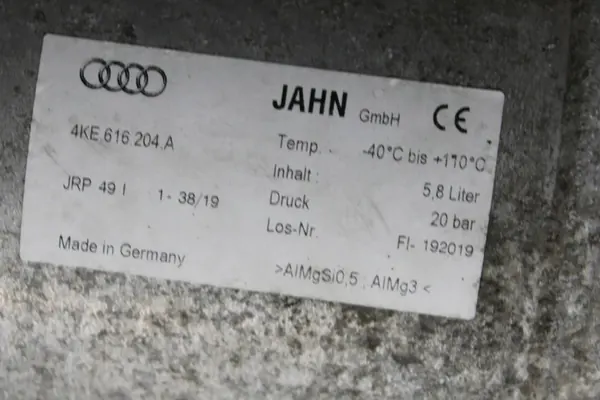 JAHN GmbH CE
4KE.616.204.A
Temp. -40°C bis +110°C
Inhalt : 5,8 Liter
JRP 49 I 1- 38/19
Druck 20 bar
Los-Nr. FI- 192019
Made in Germany
>AlMgSi0,5 , AlMg3 <